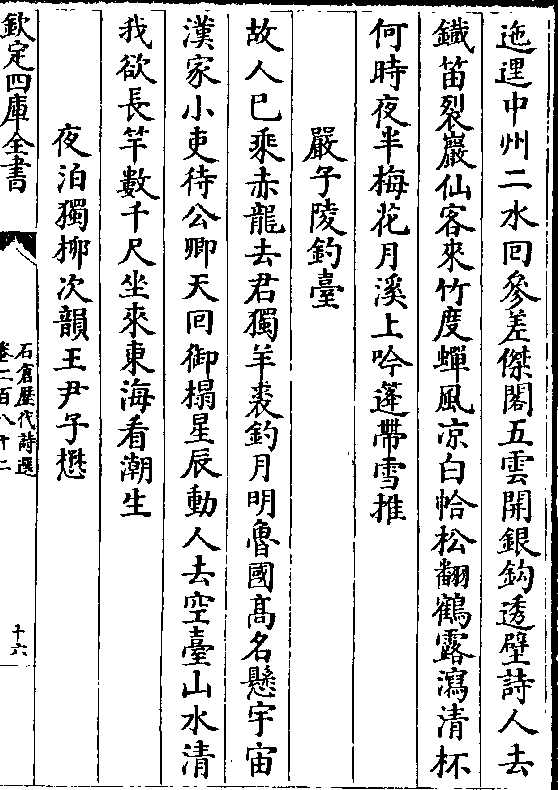 迤邐中州二水回參差傑閣五雲開銀鈎透壁詩人去
鐵笛裂巖仙客來竹度蟬風凉白帢松翻鶴露瀉清杯
何時夜半梅花月溪上吟篷帶雪推
嚴子陵釣臺
故人已乘赤龍去君獨羊裘釣月明魯國髙名懸宇宙
漢家小吏待公卿天回御榻星辰動人去空臺山水清
我欲長竿數千尺坐來東海看潮生
夜泊獨栁次韻王尹子懋
欽定四庫全書
石倉歷代詩選
卷二百八十二
十六